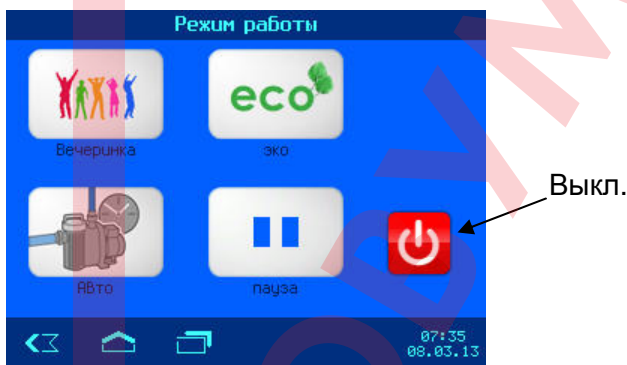 Режим работы
eco
Вечеринка
эко
Выкл.
Авто
пауза
07:35
08.03.13